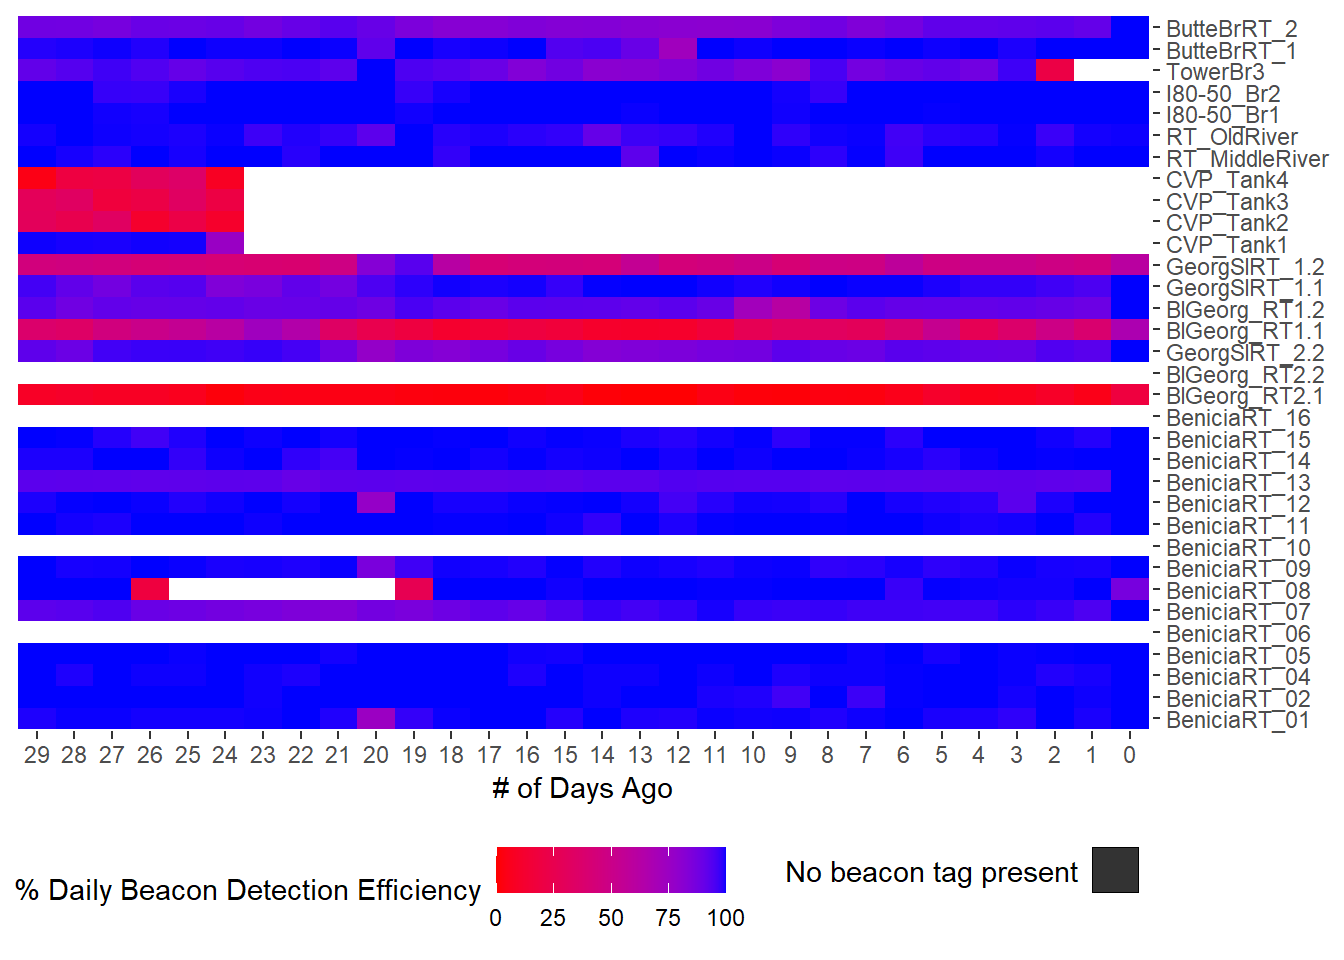 ButteBrRT_2
ButteBrRT_1
TowerBr3
I80-50_Br2
I80-50_Br1
RT_OldRiver
RT_MiddleRiver
CVP_Tank4
CVP_Tank3
CVP_Tank2
CVP_Tank1
GeorgSlRT_1.2
GeorgSlRT_1.1
BlGeorg_RT1.2
BlGeorg_RT1.1
GeorgSlRT_2.2
BlGeorg_RT2.2
BlGeorg_RT2.1
BeniciaRT_16
BeniciaRT_15
BeniciaRT_14
BeniciaRT_13
BeniciaRT_12
BeniciaRT_11
BeniciaRT_10
BeniciaRT_09
BeniciaRT_08
BeniciaRT_07
BeniciaRT_06
BeniciaRT_05
BeniciaRT_04
BeniciaRT_02
BeniciaRT_01
29 28 27 26 25 24 23 22 21 20 19 18 17 16 15 14 13 12 11 10 9 8 7 6 5 4 3 2 1 0
# of Days Ago
% Daily Beacon Detection Efficiency
0 25 50 75 100
No beacon tag present